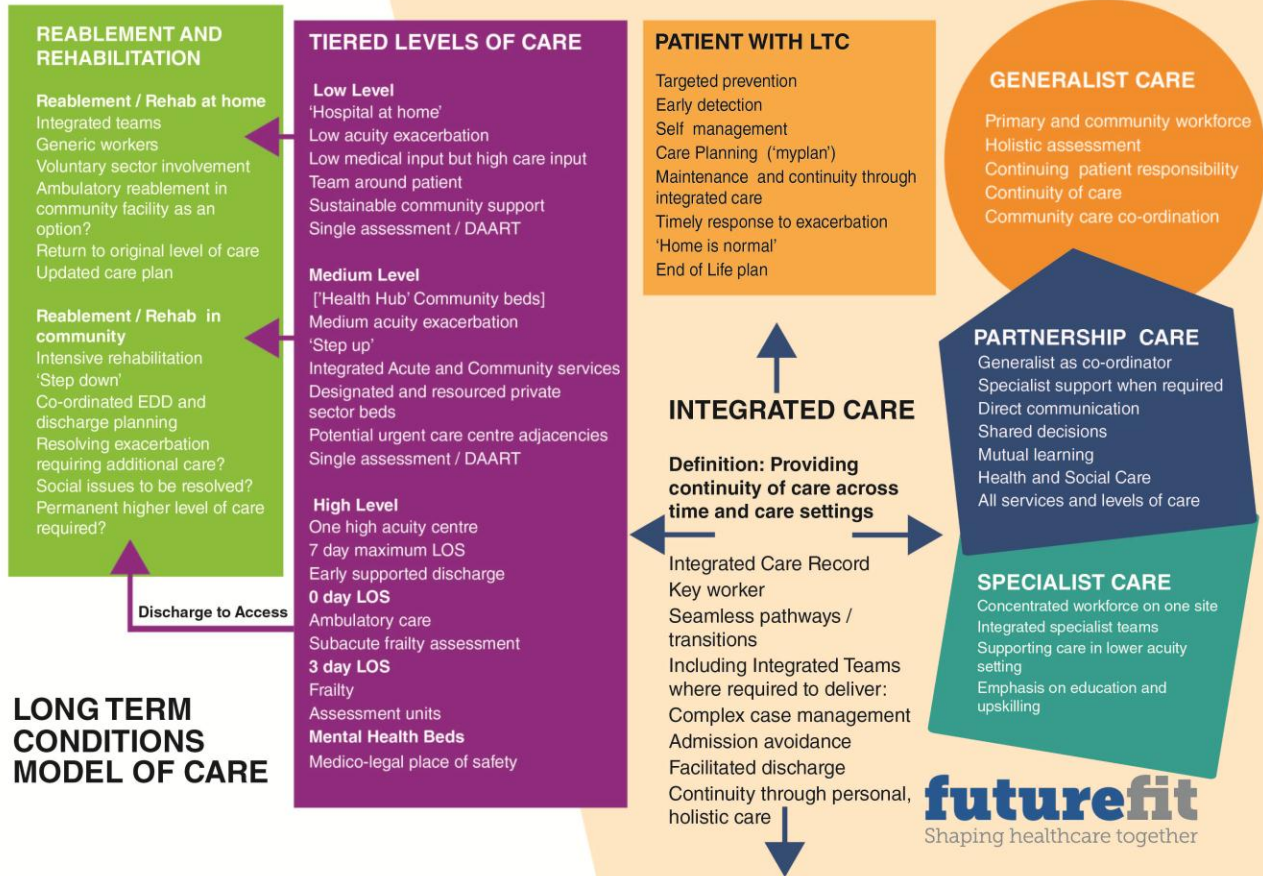 REABLEMENT AND
REHABILITATION
Reablement / Rehab at home
Integrated teams
Generic workers
Voluntary sector involvement
Ambulatory reablement in
community facility as an
option?
Return to original level of care
Updated care plan
Reablement / Rehab in
community
Intensive rehabilitation
‘Step down’
Co-ordinated EDD and
discharge planning
Resolving exacerbation
requiring additional care?
Social issues to be resolved?
Permanent higher level of care
required?
Discharge to Access
LONG TERM
CONDITIONS
MODEL OF CARE
TIERED LEVELS OF CARE
Low Level
‘Hospital at home’
Low acuity exacerbation
Low medical input but high care input
Team around patient
Sustainable community support
Single assessment / DAART
Medium Level
['Health Hub’ Community beds]
Medium acuity exacerbation
‘Step up’
Integrated Acute and Community services
Designated and resourced private
sector beds
Potential urgent care centre adjacencies
Single assessment / DAART
High Level
One high acuity centre
7 day maximum LOS
Early supported discharge
0 day LOS
Ambulatory care
Subacute frailty assessment
3 day LOS
Frailty
Assessment units
Mental Health Beds
Medico-legal place of safety
PATIENT WITH LTC
Targeted prevention
Early detection
Self management
Care Planning (‘myplan’)
Maintenance and continuity through
integrated care
Timely response to exacerbation
‘Home is normal’
End of Life plan
INTEGRATED CARE
Definition: Providing
continuity of care across
time and care settings
Integrated Care Record
Key worker
Seamless pathways /
transitions
Including Integrated Teams
where required to deliver:
Complex case management
Admission avoidance
Facilitated discharge
Continuity through personal,
holistic care
GENERALIST CARE
Primary and community workforce
Holistic assessment
Continuing patient responsibility
Continuity of care
Community care co-ordination
PARTNERSHIP CARE
Generalist as co-ordinator
Specialist support when required
Direct communication
Shared decisions
Mutual learning
Health and Social Care
All services and levels of care
SPECIALIST CARE
Concentrated workforce on one site
Integrated specialist teams
Supporting care in lower acuity
setting
Emphasis on education and
upskilling
futurefit
Shaping healthcare together